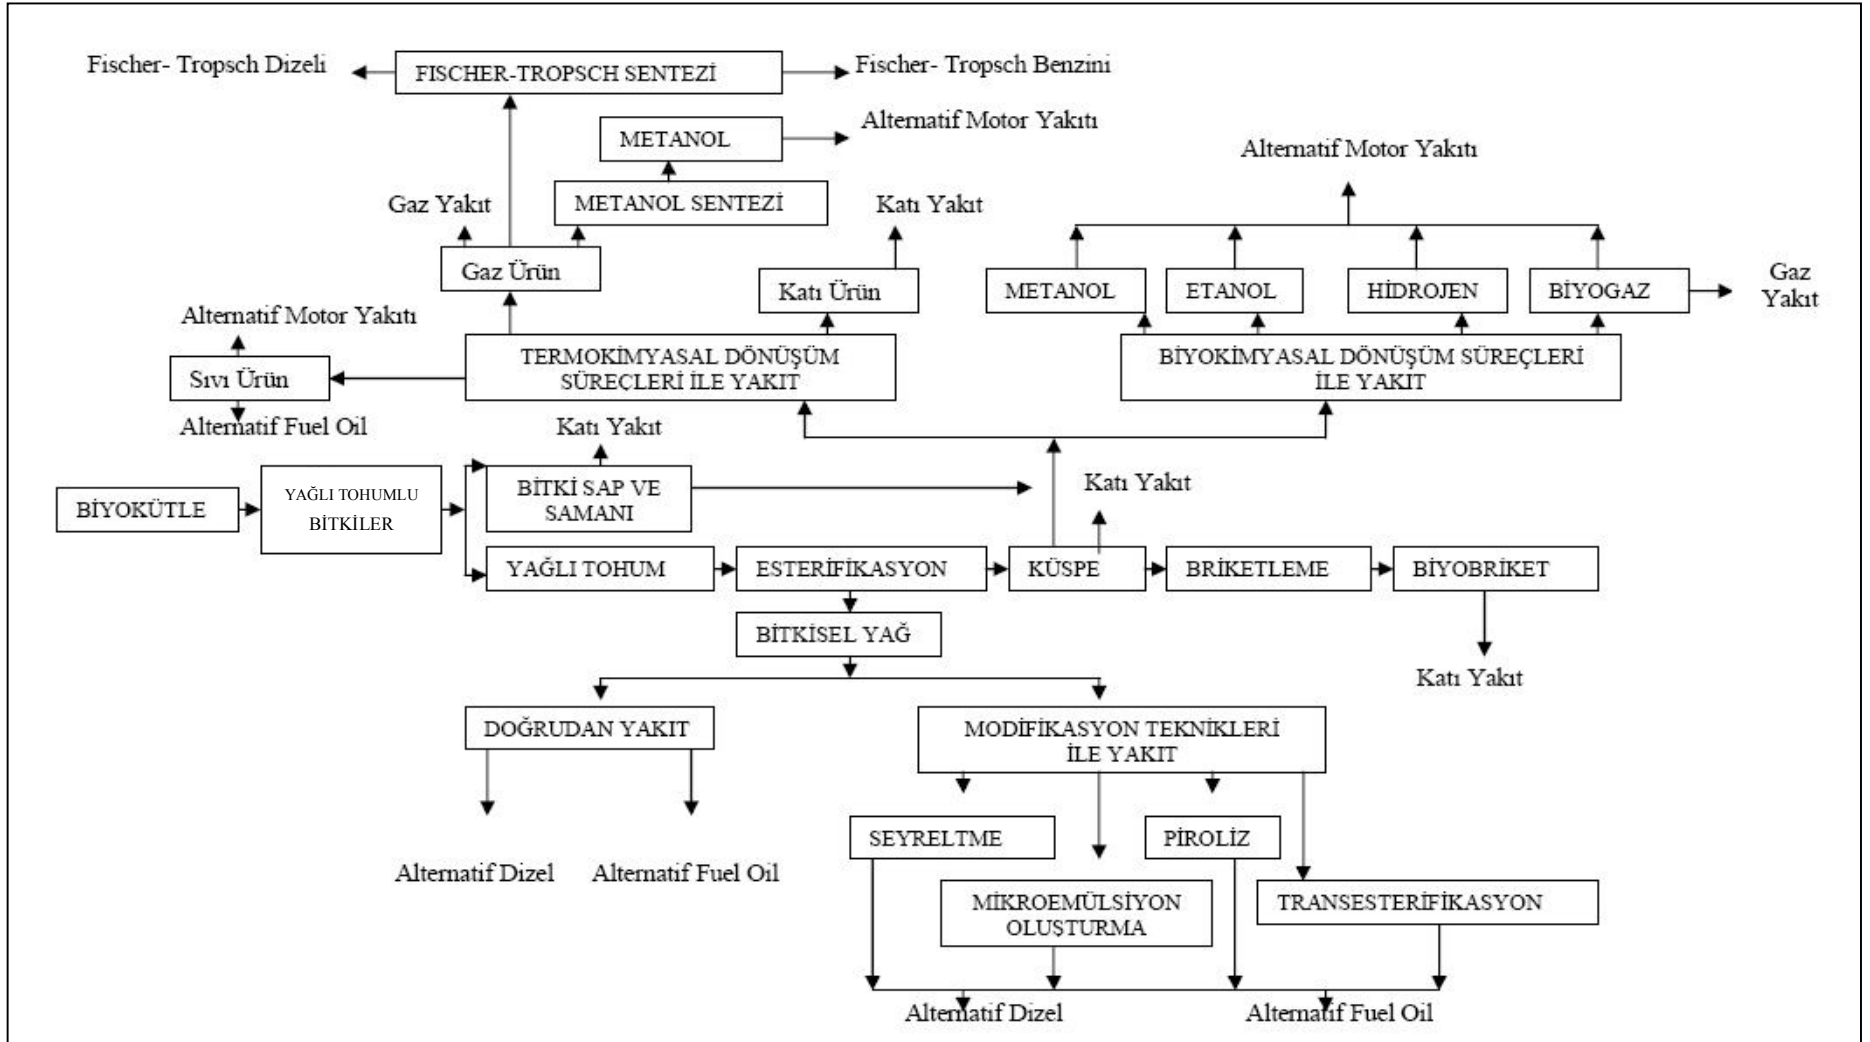 Fischer- Tropsch Dizeli
FISCHER-TROPSCH SENTEZİ
Fischer- Tropsch Benzini
METANOL
Alternatif Motor Yakıtı
Alternatif Motor Yakıtı
METANOL SENTEZİ
Gaz Yakıt
Katı Yakıt
Gaz Ürün
Katı Ürün
METANOL
ETANOL
HİDROJEN
BİYOGAZ
Gaz
Yakıt
Alternatif Motor Yakıtı
Sıvı Ürün
Alternatif Fuel Oil
TERMOKİMYASAL DÖNÜŞÜM
SÜREÇLERİ İLE YAKIT
BİYOKİMYASAL DÖNÜŞÜM SÜREÇLERİ
İLE YAKIT
Katı Yakıt
BİYOKÜTLE
YAĞLI TOHUMLU
BİTKİLER
BİTKİ SAP VE
SAMANI
Katı Yakıt
YAĞLI TOHUM
ESTERİFİKASYON
KÜSPE
BRİKETLEME
BİYOBRİKET
BİTKİSEL YAĞ
Katı Yakıt
DOĞRUDAN YAKIT
MODİFİKASYON TEKNİKLERİ
İLE YAKIT
SEYRELTME
PİROLİZ
Alternatif Dizel
Alternatif Fuel Oil
MİKROEMÜLSİYON
OLUŞTURMA
TRANSESTERİFİKASYON
Alternatif Dizel
Alternatif Fuel Oil